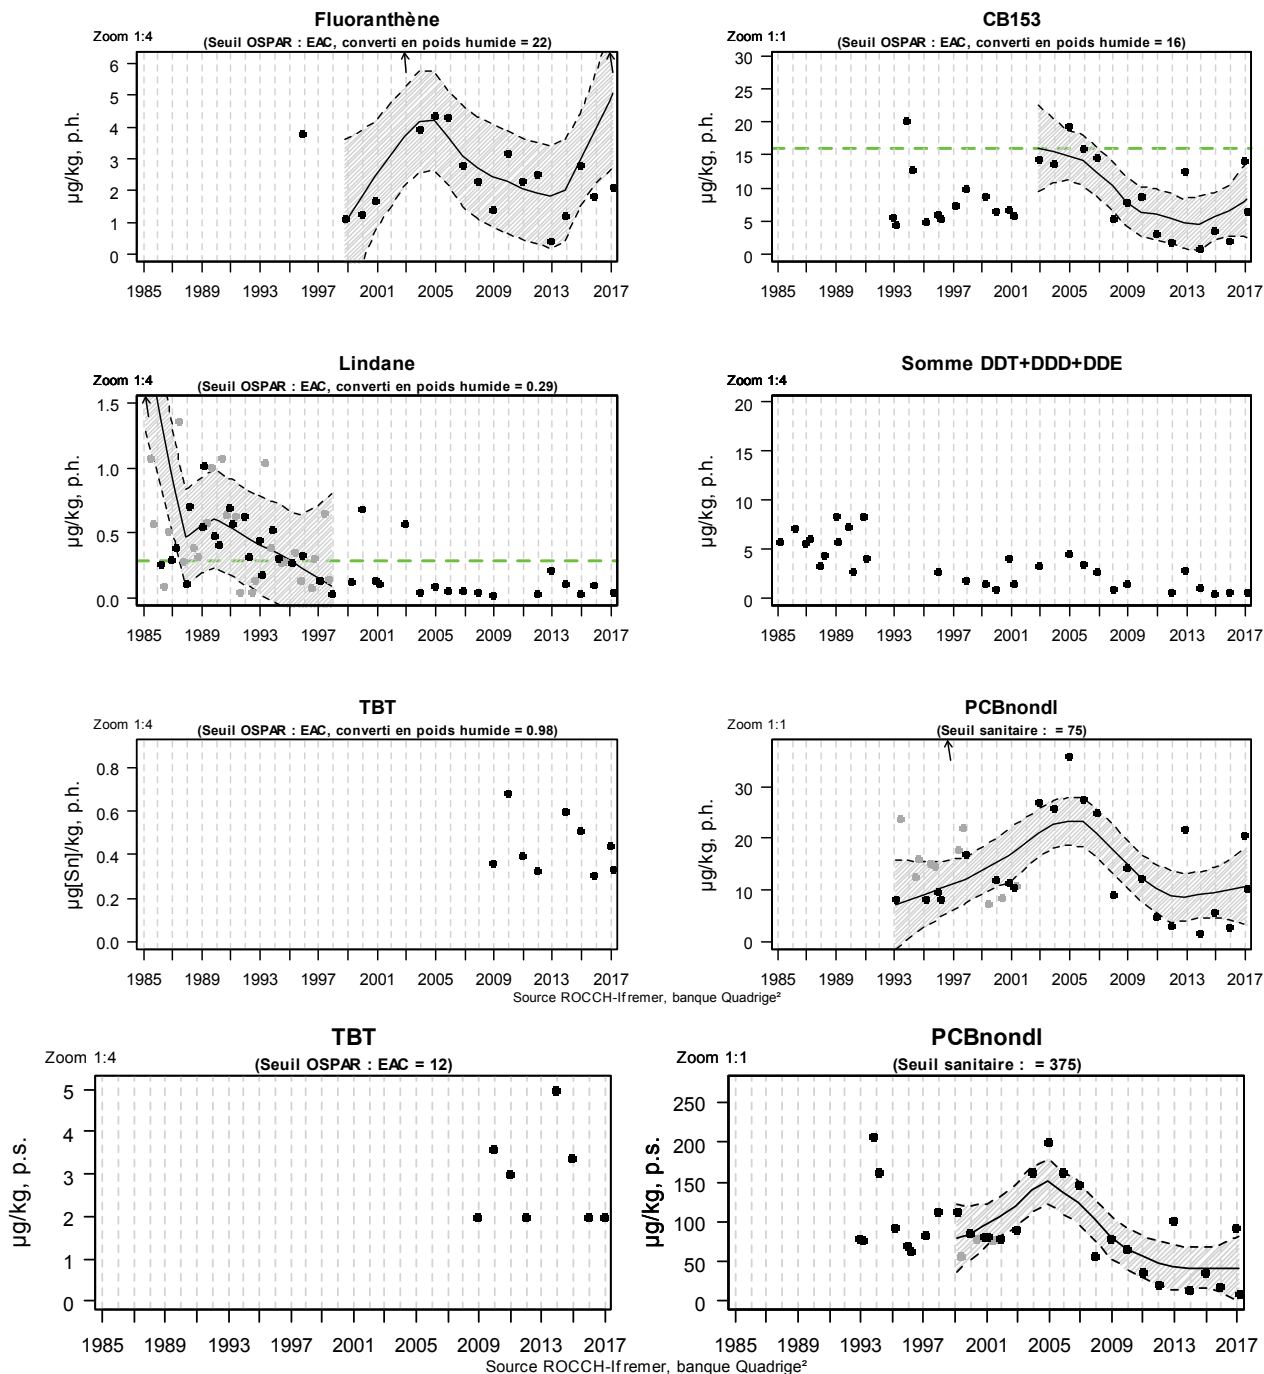 Fluoranthène
Zoom 1:4
(Seuil OSPAR : EAC, converti en poids humide = 22)
µg/kg, p.h.
6
5
4
3
2
1
0
1985 1989 1993 1997 2001 2005 2009 2013 2017
CB153
Zoom 1:1
(Seuil OSPAR : EAC, converti en poids humide = 16)
µg/kg, p.h.
30
25
20
15
10
5
0
1985 1989 1993 1997 2001 2005 2009 2013 2017
Lindane
Zoom 1:4
(Seuil OSPAR : EAC, converti en poids humide = 0.29)
µg/kg, p.h.
1.5
1.0
0.5
0.0
1985 1989 1993 1997 2001 2005 2009 2013 2017
Somme DDT+DDD+DDE
Zoom 1:4
µg/kg, p.h.
20
15
10
5
0
1985 1989 1993 1997 2001 2005 2009 2013 2017
TBT
Zoom 1:4
(Seuil OSPAR : EAC, converti en poids humide = 0.98)
µg[Sn]/kg, p.h.
0.8
0.6
0.4
0.2
0.0
1985 1989 1993 1997 2001 2005 2009 2013 2017
PCBnondl
Zoom 1:1
(Seuil sanitaire : = 75)
µg/kg, p.h.
30
20
10
0
1985 1989 1993 1997 2001 2005 2009 2013 2017
Source ROCCH-Ifremer, banque Quadrige²
TBT
Zoom 1:4
(Seuil OSPAR : EAC = 12)
µg/kg, p.s.
5
4
3
2
1
0
1985 1989 1993 1997 2001 2005 2009 2013 2017
PCBnondl
Zoom 1:1
(Seuil sanitaire : = 375)
µg/kg, p.s.
250
200
150
100
50
0
1985 1989 1993 1997 2001 2005 2009 2013 2017
Source ROCCH-Ifremer, banque Quadrige²